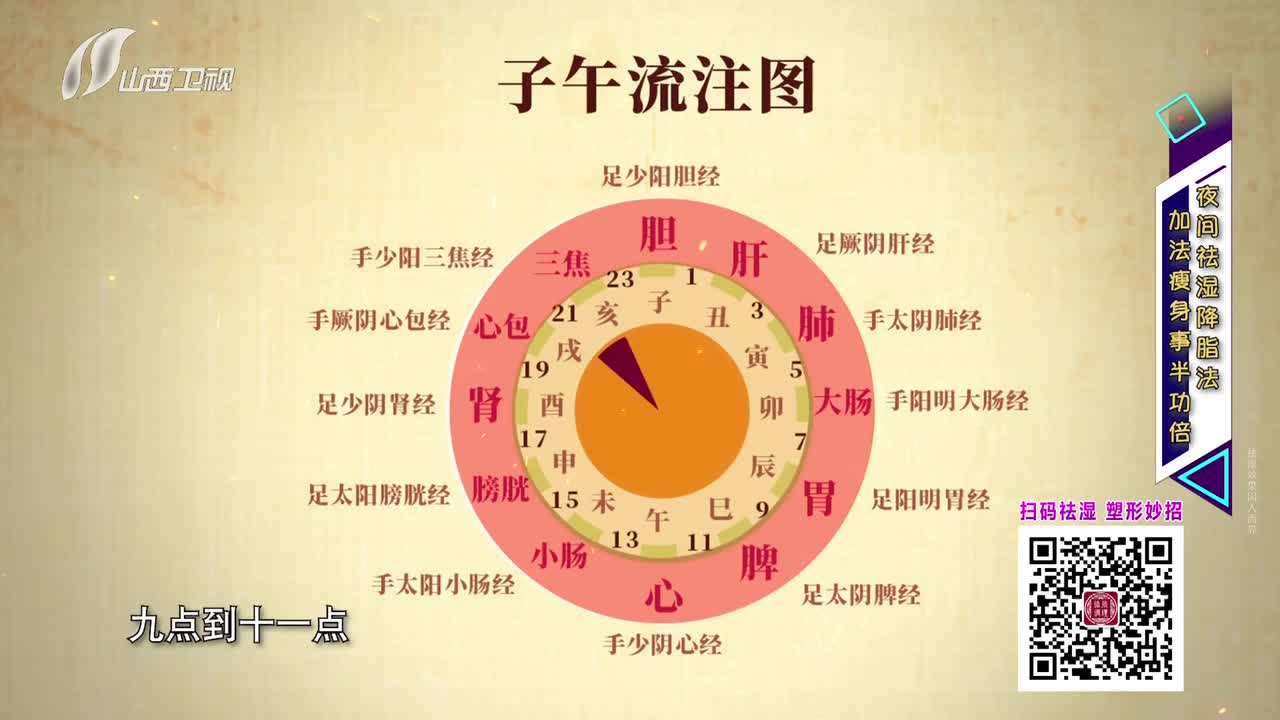 山西卫视
子午流注图
足少阳胆经
足厥阴肝经
手太阴肺经
手阳明大肠经
足阳明胃经
足太阴脾经
手少阴心经
手太阳小肠经
足太阳膀胱经
足少阴肾经
手厥阴心包经
手少阳三焦经
胆
肝
肺
大肠
胃
脾
心
小肠
膀胱
肾
心包
三焦
23
1
3
5
7
9
11
13
15
17
19
21
子
丑
寅
卯
辰
巳
午
未
申
酉
戌
亥
夜间祛湿降脂法
加法瘦身事半功倍
扫码祛湿 塑形妙招
九点到十一点